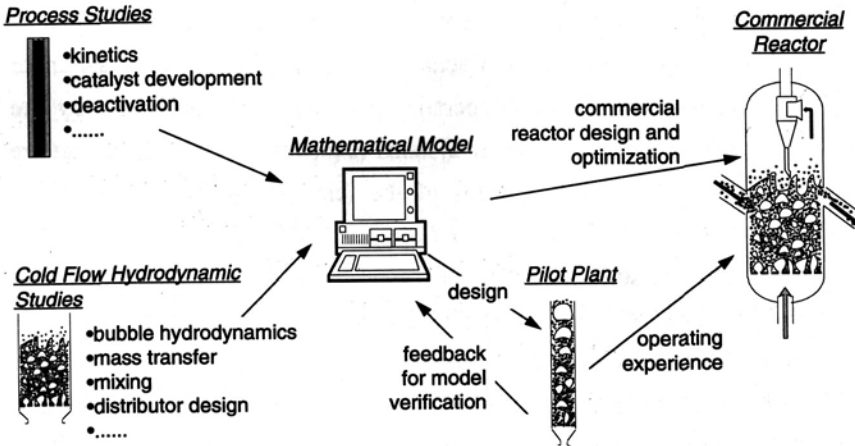 Process Studies
•kinetics
•catalyst development
•deactivation
•......
Mathematical Model
commercial
reactor design and
optimization
Commercial
Reactor
Cold Flow Hydrodynamic
Studies
•bubble hydrodynamics
•mass transfer
•mixing
•distributor design
•......
design
feedback
for model
verification
Pilot Plant
operating
experience